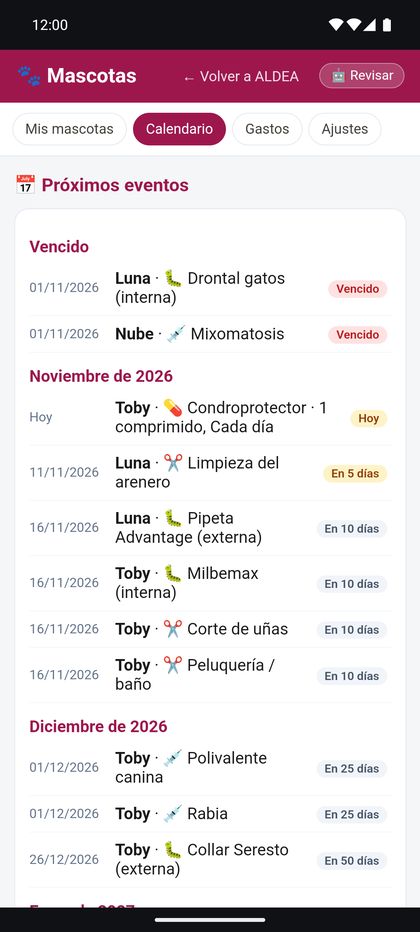 12:00
🐾 Mascotas
← Volver a ALDEA
🤖 Revisar
Mis mascotas
Calendario
Gastos
Ajustes
📅 Próximos eventos
Vencido
01/11/2026
Luna · 🐛 Drontal gatos
(interna)
Vencido
01/11/2026
Nube · 💉 Mixomatosis
Vencido
Noviembre de 2026
Hoy
Toby · 💊 Condroprotector · 1
comprimido, Cada día
Hoy
11/11/2026
Luna · ✂️ Limpieza del
arenero
En 5 días
16/11/2026
Luna · 🐛 Pipeta
Advantage (externa)
En 10 días
16/11/2026
Toby · 🐛 Milbemax
(interna)
En 10 días
16/11/2026
Toby · ✂️ Corte de uñas
En 10 días
16/11/2026
Toby · ✂️ Peluquería /
baño
En 10 días
Diciembre de 2026
01/12/2026
Toby · 💉 Polivalente
canina
En 25 días
01/12/2026
Toby · 💉 Rabia
En 25 días
26/12/2026
Toby · 🐛 Collar Seresto
(externa)
En 50 días